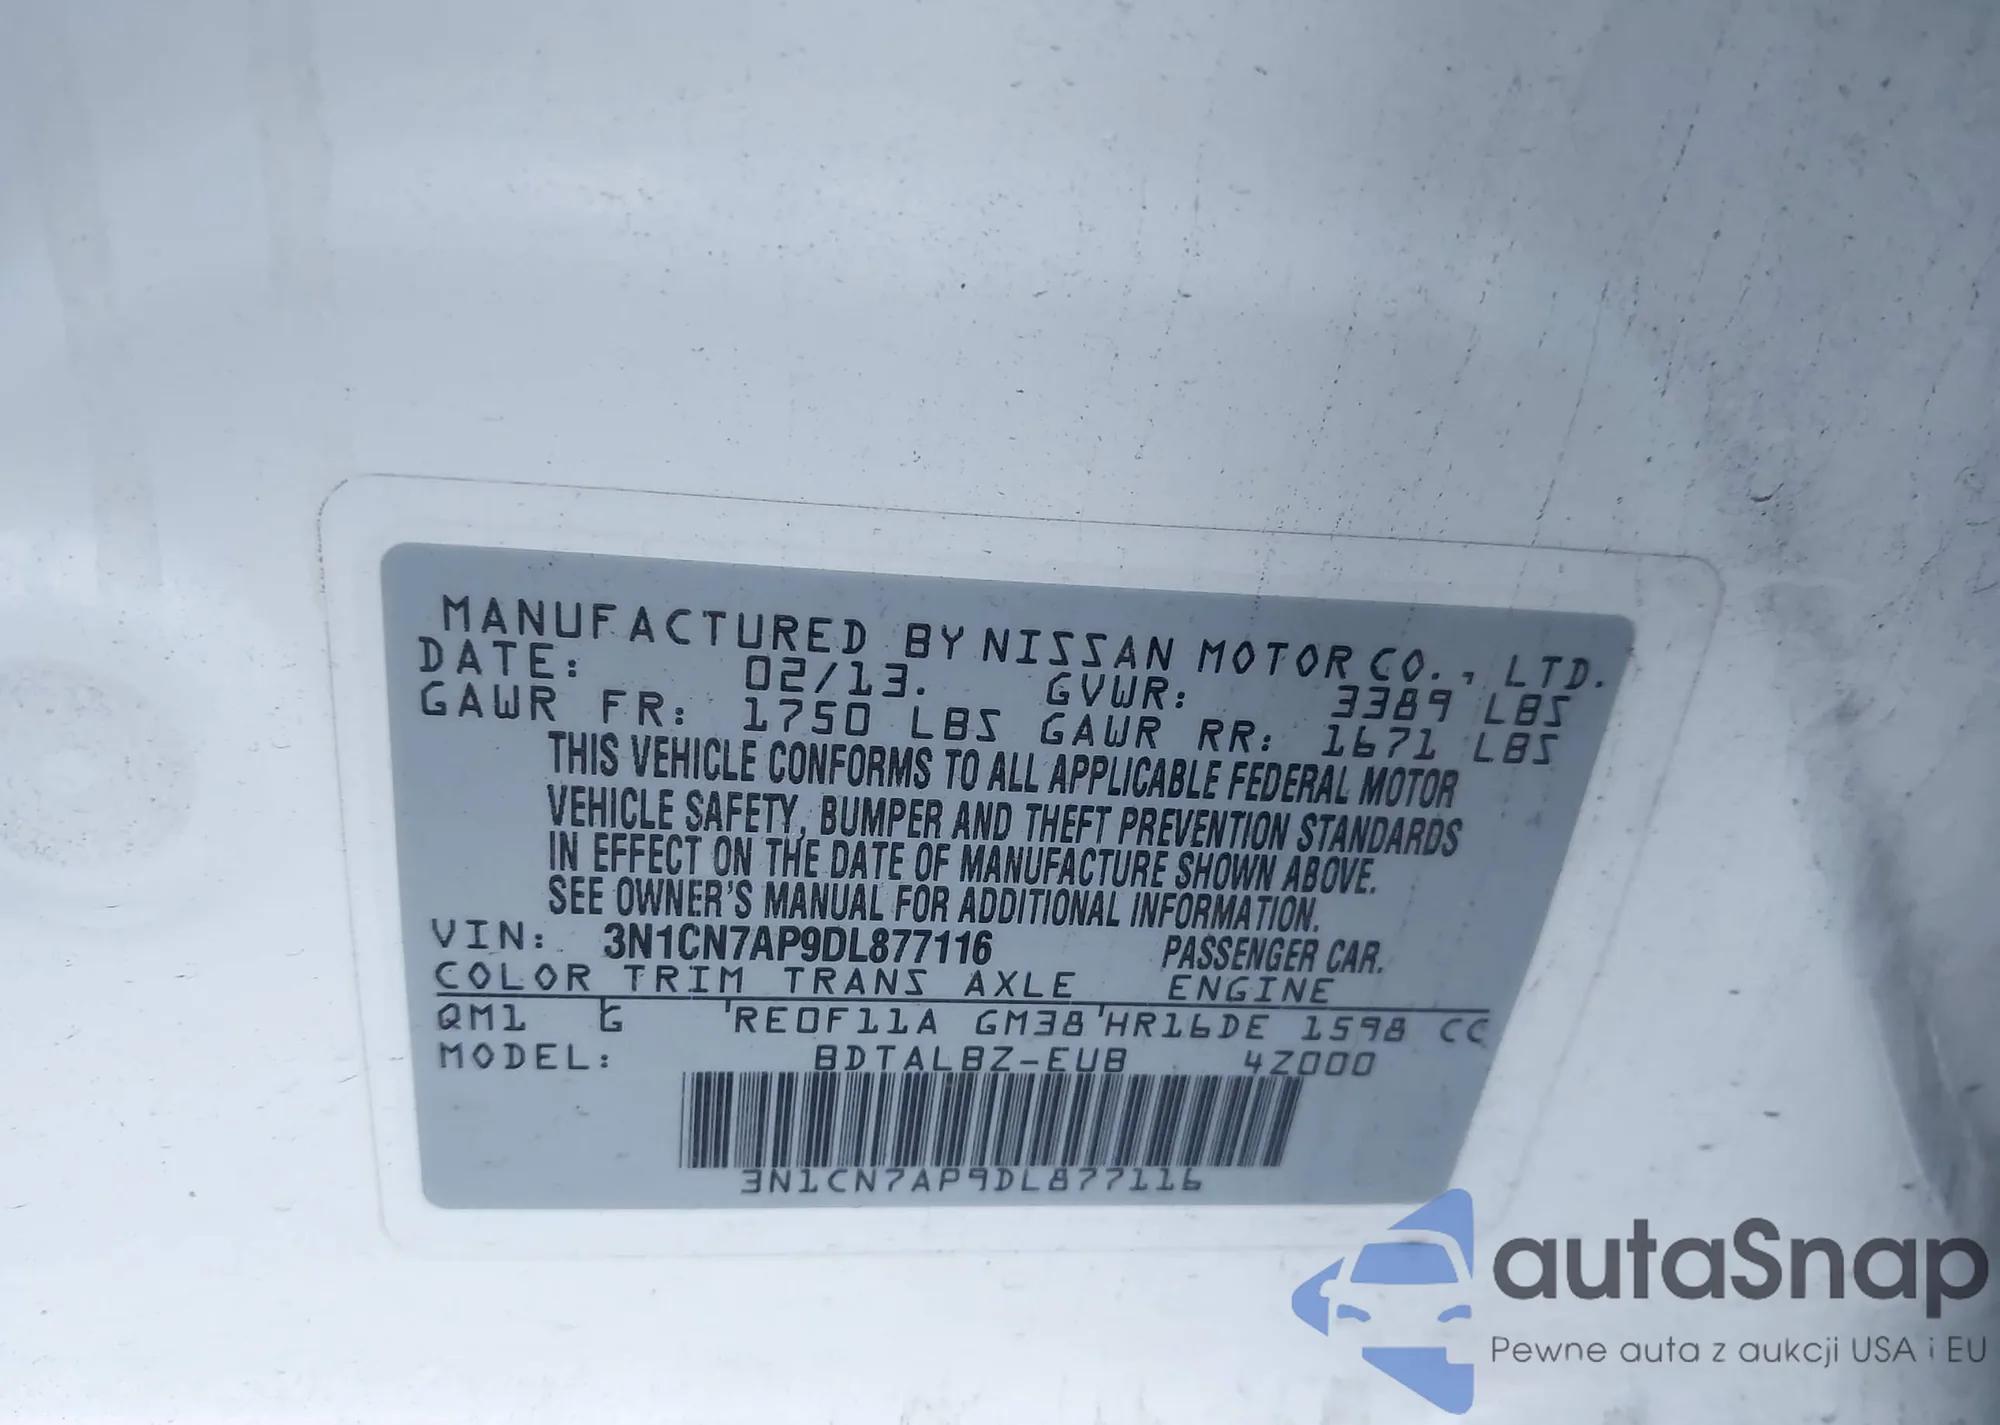 MANUFACTURED BY NISSAN MOTOR CO., LTD.
DATE: 02/13. GVWR: 3389 LBS
GAWR FR: 1750 LBS GAWR RR: 1671 LBS
THIS VEHICLE CONFORMS TO ALL APPLICABLE FEDERAL MOTOR
VEHICLE SAFETY, BUMPER AND THEFT PREVENTION STANDARDS
IN EFFECT ON THE DATE OF MANUFACTURE SHOWN ABOVE.
SEE OWNER'S MANUAL FOR ADDITIONAL INFORMATION.
VIN: 3N1CN7AP9DL877116 PASSENGER CAR.
COLOR TRIM TRANS AXLE ENGINE
QM1 G RE0F11A GM38 HR16DE 1598 CC
MODEL: BDTALBZ-EUB 4Z000
3N1CN7AP9DL877116
autaSnap
Pewne auta z aukcji USA i EU